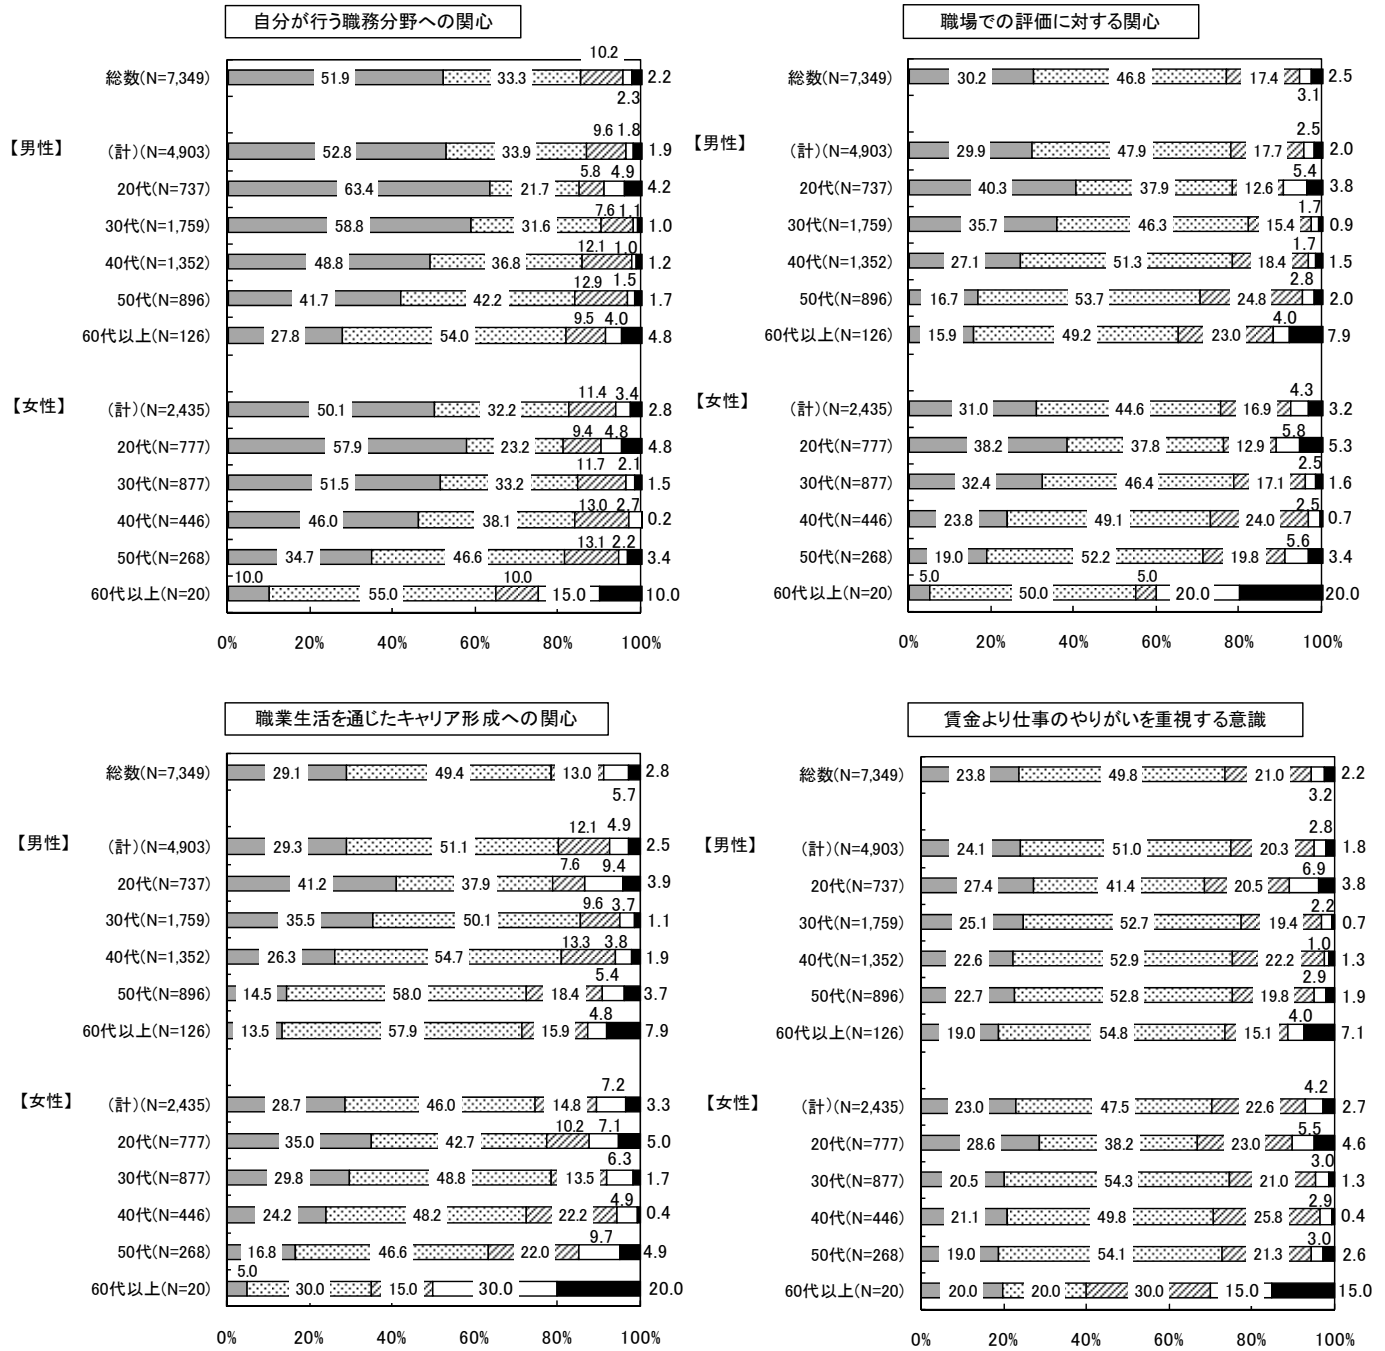 自分が行う職務分野への関心
10.2
総数(N=7,349) 51.9 33.3 2.2
2.3
9.6 1.8
【男性】 (計)(N=4,903) 52.8 33.9 1.9
5.8 4.9
20代(N=737) 63.4 21.7 4.2
7.6 1.1
30代(N=1,759) 58.8 31.6 1.0
12.1 1.0
40代(N=1,352) 48.8 36.8 1.2
12.9 1.5
50代(N=896) 41.7 42.2 1.7
9.5 4.0
60代以上(N=126) 27.8 54.0 4.8
11.4 3.4
【女性】 (計)(N=2,435) 50.1 32.2 2.8
9.4 4.8
20代(N=777) 57.9 23.2 4.8
11.7 2.1
30代(N=877) 51.5 33.2 1.5
13.0 2.7
40代(N=446) 46.0 38.1 0.2
13.1 2.2
50代(N=268) 34.7 46.6 3.4
10.0 10.0
60代以上(N=20) 55.0 15.0 10.0
0% 20% 40% 60% 80% 100%
職場での評価に対する関心
総数(N=7,349) 30.2 46.8 17.4 2.5
3.1
2.5
【男性】 (計)(N=4,903) 29.9 47.9 17.7 2.0
5.4
20代(N=737) 40.3 37.9 12.6 3.8
1.7
30代(N=1,759) 35.7 46.3 15.4 0.9
1.7
40代(N=1,352) 27.1 51.3 18.4 1.5
2.8
50代(N=896) 16.7 53.7 24.8 2.0
4.0
60代以上(N=126) 15.9 49.2 23.0 7.9
4.3
【女性】 (計)(N=2,435) 31.0 44.6 16.9 3.2
5.8
20代(N=777) 38.2 37.8 12.9 5.3
2.5
30代(N=877) 32.4 46.4 17.1 1.6
2.5
40代(N=446) 23.8 49.1 24.0 0.7
5.6
50代(N=268) 19.0 52.2 19.8 3.4
5.0 5.0
60代以上(N=20) 50.0 20.0 20.0
0% 20% 40% 60% 80% 100%
職業生活を通じたキャリア形成への関心
総数(N=7,349) 29.1 49.4 13.0 2.8
5.7
12.1 4.9
【男性】 (計)(N=4,903) 29.3 51.1 2.5
7.6 9.4
20代(N=737) 41.2 37.9 3.9
9.6 3.7
30代(N=1,759) 35.5 50.1 1.1
13.3 3.8
40代(N=1,352) 26.3 54.7 1.9
5.4
50代(N=896) 14.5 58.0 18.4 3.7
4.8
60代以上(N=126) 13.5 57.9 15.9 7.9
7.2
【女性】 (計)(N=2,435) 28.7 46.0 14.8 3.3
10.2 7.1
20代(N=777) 35.0 42.7 5.0
6.3
30代(N=877) 29.8 48.8 13.5 1.7
4.9
40代(N=446) 24.2 48.2 22.2 0.4
9.7
50代(N=268) 16.8 46.6 22.0 4.9
5.0
60代以上(N=20) 30.0 15.0 30.0 20.0
0% 20% 40% 60% 80% 100%
賃金より仕事のやりがいを重視する意識
総数(N=7,349) 23.8 49.8 21.0 2.2
3.2
2.8
【男性】 (計)(N=4,903) 24.1 51.0 20.3 1.8
6.9
20代(N=737) 27.4 41.4 20.5 3.8
2.2
30代(N=1,759) 25.1 52.7 19.4 0.7
1.0
40代(N=1,352) 22.6 52.9 22.2 1.3
2.9
50代(N=896) 22.7 52.8 19.8 1.9
4.0
60代以上(N=126) 19.0 54.8 15.1 7.1
4.2
【女性】 (計)(N=2,435) 23.0 47.5 22.6 2.7
5.5
20代(N=777) 28.6 38.2 23.0 4.6
3.0
30代(N=877) 20.5 54.3 21.0 1.3
2.9
40代(N=446) 21.1 49.8 25.8 0.4
3.0
50代(N=268) 19.0 54.1 21.3 2.6
60代以上(N=20) 20.0 20.0 30.0 15.0 15.0
0% 20% 40% 60% 80% 100%